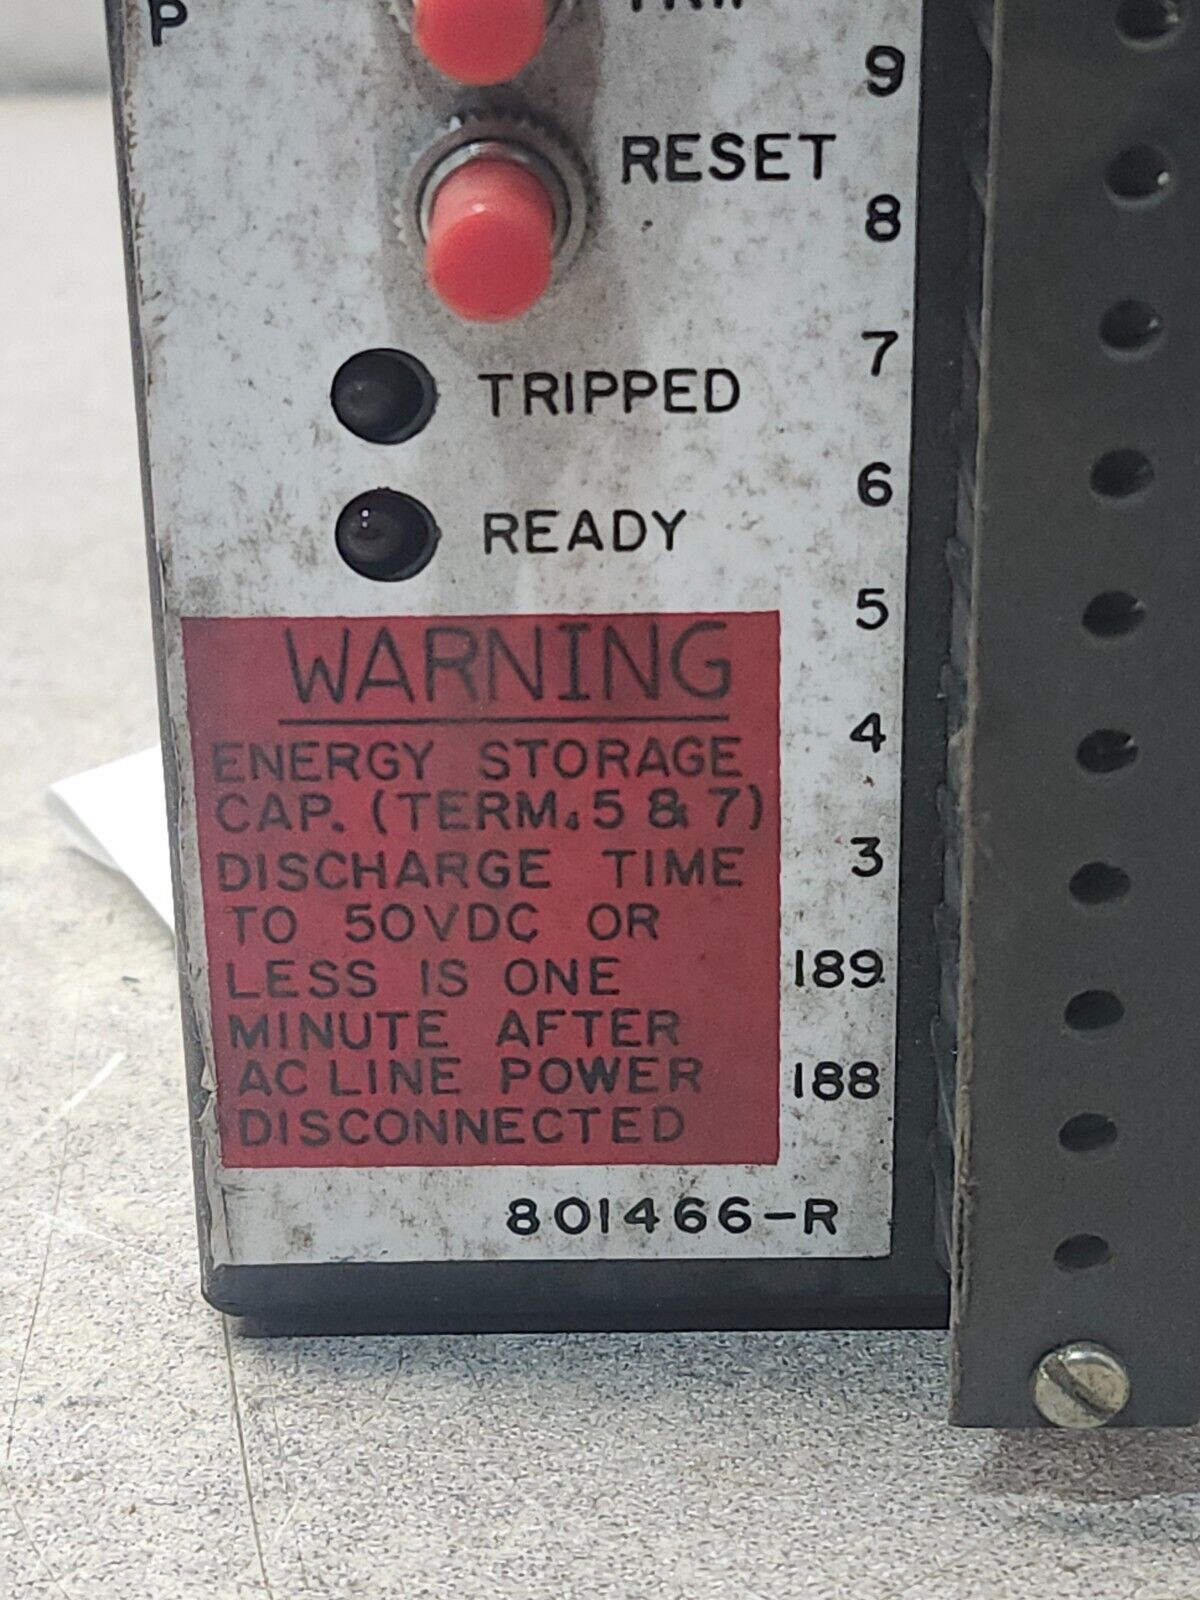 P
TRIP
9
RESET
8
7
TRIPPED
6
READY
5
WARNING
4
ENERGY STORAGE
CAP. (TERM. 5 & 7)
3
DISCHARGE TIME
TO 50VDC OR
189
LESS IS ONE
MINUTE AFTER
188
AC LINE POWER
DISCONNECTED
801466-R